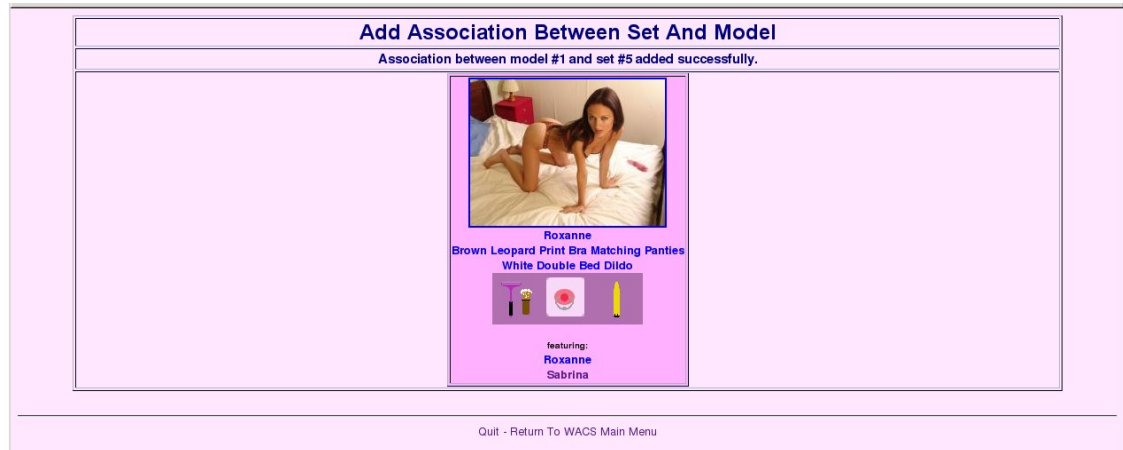 Add Association Between Set And Model
Association between model #1 and set #5 added successfully.
Roxanne
Brown Leopard Print Bra Matching Panties
White Double Bed Dildo
featuring:
Roxanne
Sabrina
Quit - Return To WACS Main Menu